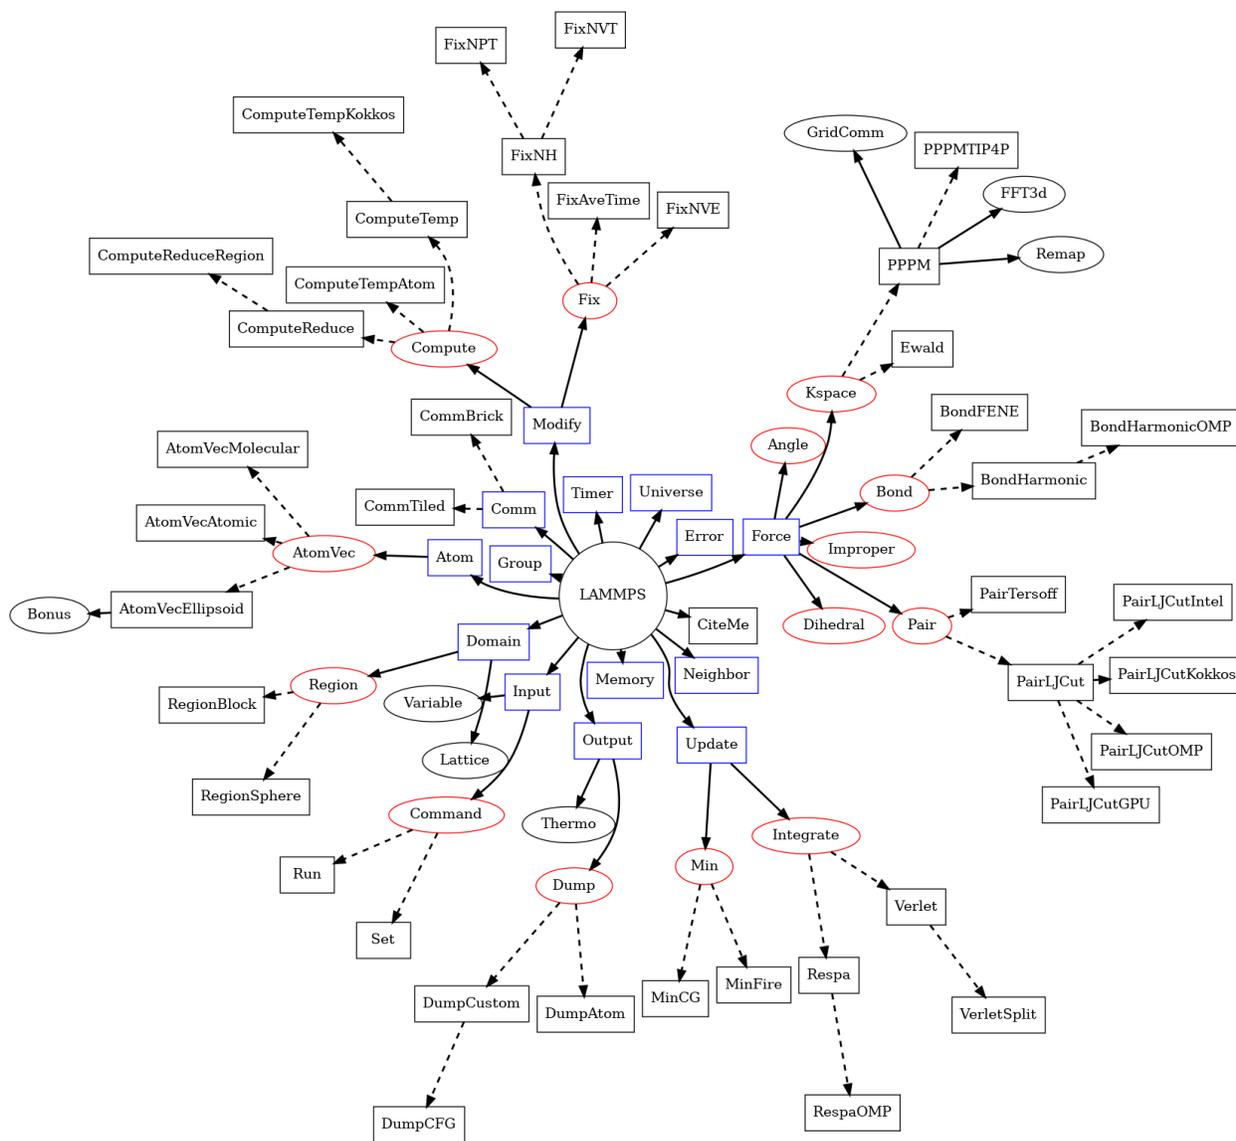 FixNVT
FixNPT
ComputeTempKokkos
GridComm
PPPMTIP4P
FixNH
FFT3d
FixAveTime
FixNVE
ComputeTemp
ComputeReduceRegion
Remap
PPPM
ComputeTempAtom
Fix
ComputeReduce
Compute
Ewald
Kspace
BondFENE
CommBrick
Modify
BondHarmonicOMP
Angle
AtomVecMolecular
BondHarmonic
Timer
Universe
Bond
CommTiled
Comm
AtomVecAtomic
Error
Force
Improper
AtomVec
Atom
Group
LAMMPS
PairTersoff
PairLJCutIntel
AtomVecEllipsoid
Bonus
CiteMe
Dihedral
Pair
Domain
Neighbor
PairLJCutKokkos
Memory
PairLJCut
Region
Input
Variable
RegionBlock
Output
Update
PairLJCutOMP
Lattice
RegionSphere
PairLJCutGPU
Command
Thermo
Integrate
Min
Run
Dump
Verlet
Set
Respa
MinFire
MinCG
DumpCustom
DumpAtom
VerletSplit
RespaOMP
DumpCFG